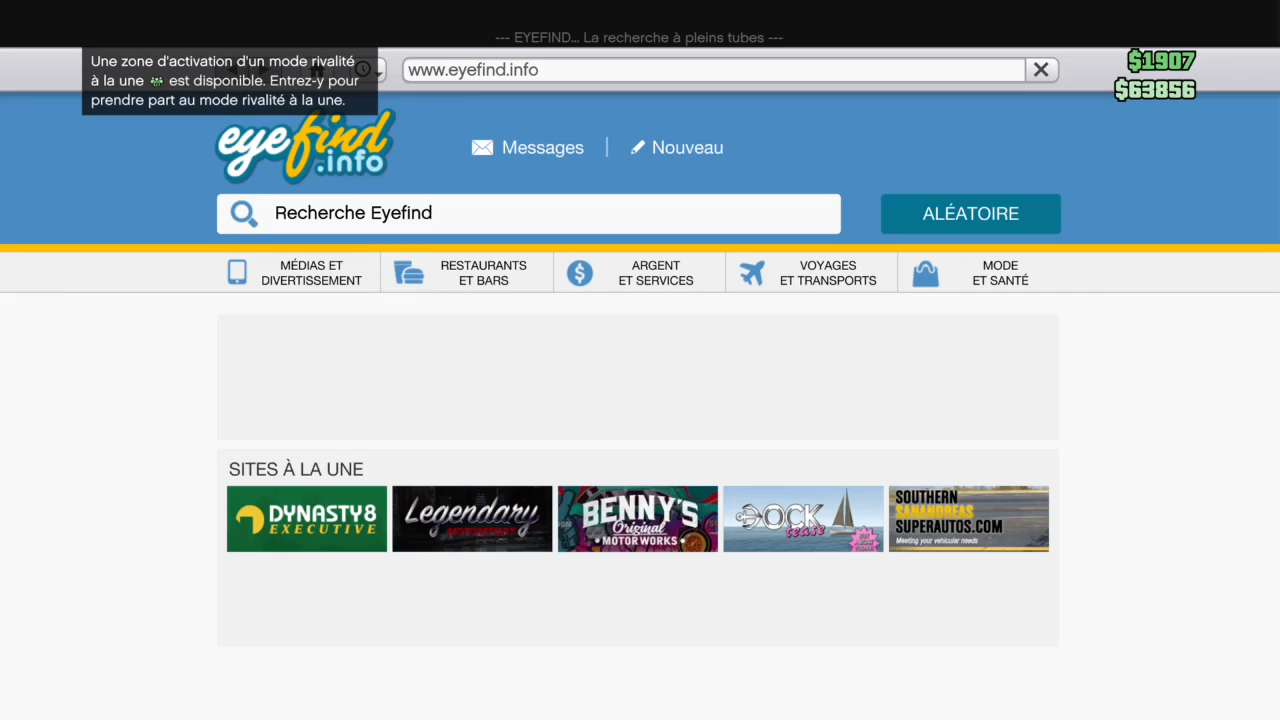 --- EYEFIND... La recherche à pleins tubes ---
Une zone d'activation d'un mode rivalité
à la une est disponible. Entrez-y pour
prendre part au mode rivalité à la une.
www.eyefind.info
$1907
$63856
eyefind
.info
Messages
Nouveau
Recherche Eyefind
ALÉATOIRE
MÉDIAS ET
DIVERTISSEMENT
RESTAURANTS
ET BARS
ARGENT
ET SERVICES
VOYAGES
ET TRANSPORTS
MODE
ET SANTÉ
SITES À LA UNE
DYNASTY8
EXECUTIVE
Legendary
MOTORSPORT
BENNY'S
Original
MOTOR WORKS
DOCK
tease
SOUTHERN
SANANDREAS
SUPERAUTOS.COM
Meeting your vehicular needs